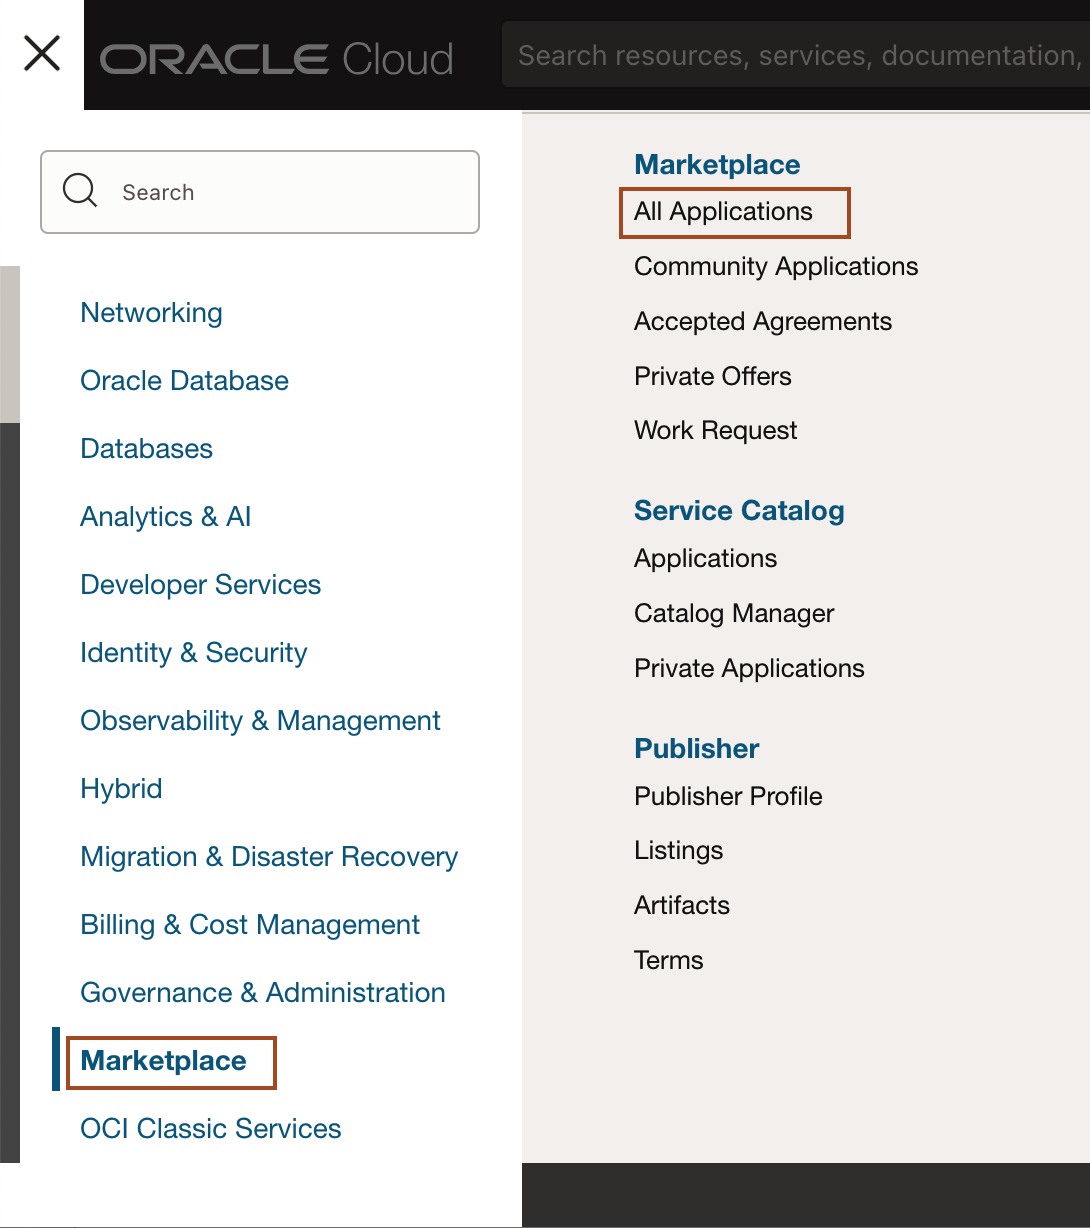 ORACLE Cloud
Search resources, services, documentation,
Search
Networking
Oracle Database
Databases
Analytics & AI
Developer Services
Identity & Security
Observability & Management
Hybrid
Migration & Disaster Recovery
Billing & Cost Management
Governance & Administration
Marketplace
OCI Classic Services
Marketplace
All Applications
Community Applications
Accepted Agreements
Private Offers
Work Request
Service Catalog
Applications
Catalog Manager
Private Applications
Publisher
Publisher Profile
Listings
Artifacts
Terms